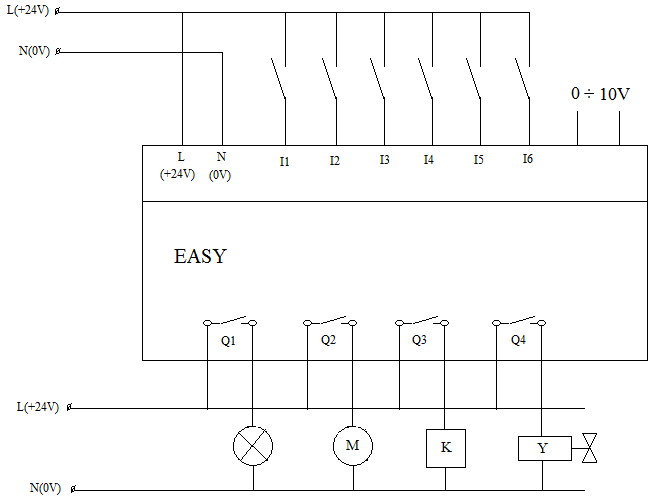 L(+24V)
N(0V)
0 ÷ 10V
L N I1 I2 I3 I4 I5 I6
(+24V) (0V)
EASY
Q1 Q2 Q3 Q4
L(+24V)
M K Y
N(0V)